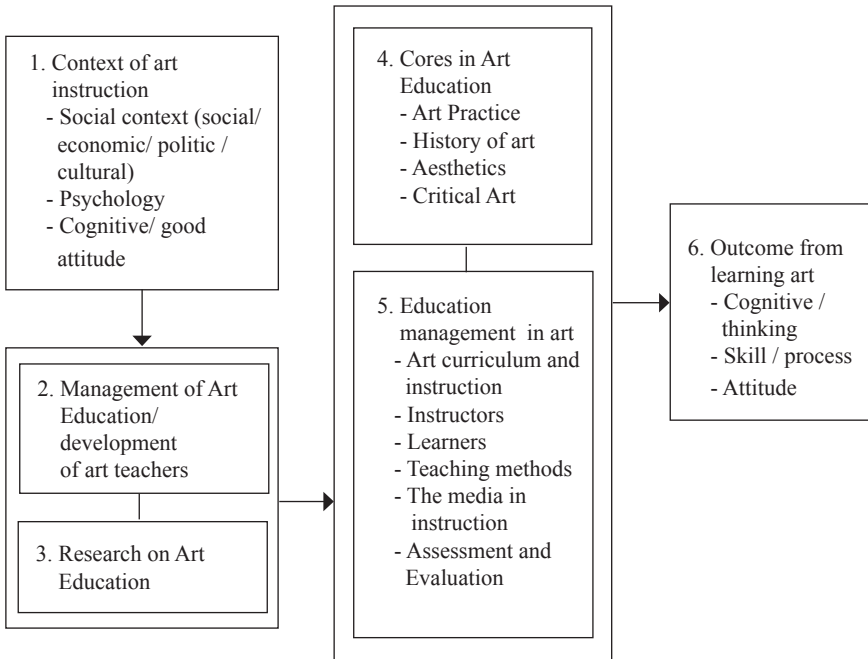 1. Context of art
instruction
- Social context (social/
economic/ politic /
cultural)
- Psychology
- Cognitive/ good
attitude
2. Management of Art
Education/
development
of art teachers
3. Research on Art
Education
4. Cores in Art
Education
- Art Practice
- History of art
- Aesthetics
- Critical Art
5. Education
management in art
- Art curriculum and
instruction
- Instructors
- Learners
- Teaching methods
- The media in
instruction
- Assessment and
Evaluation
6. Outcome from
learning art
- Cognitive /
thinking
- Skill / process
- Attitude